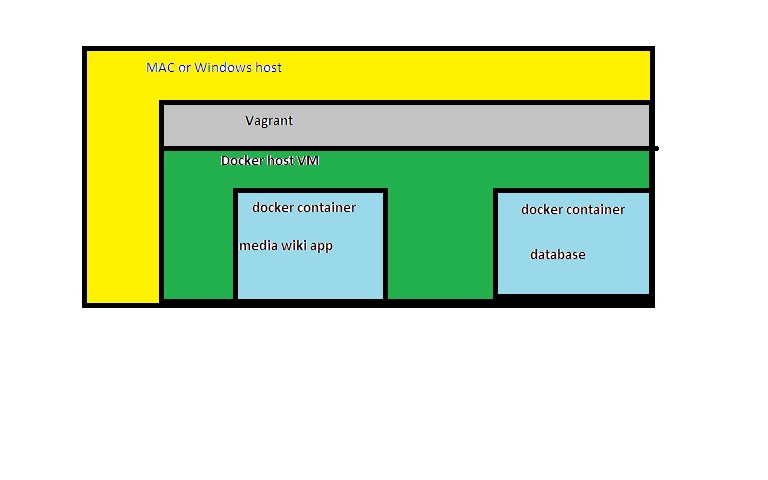 MAC or Windows host
Vagrant
Docker host VM
docker container
media wiki app
docker container
database